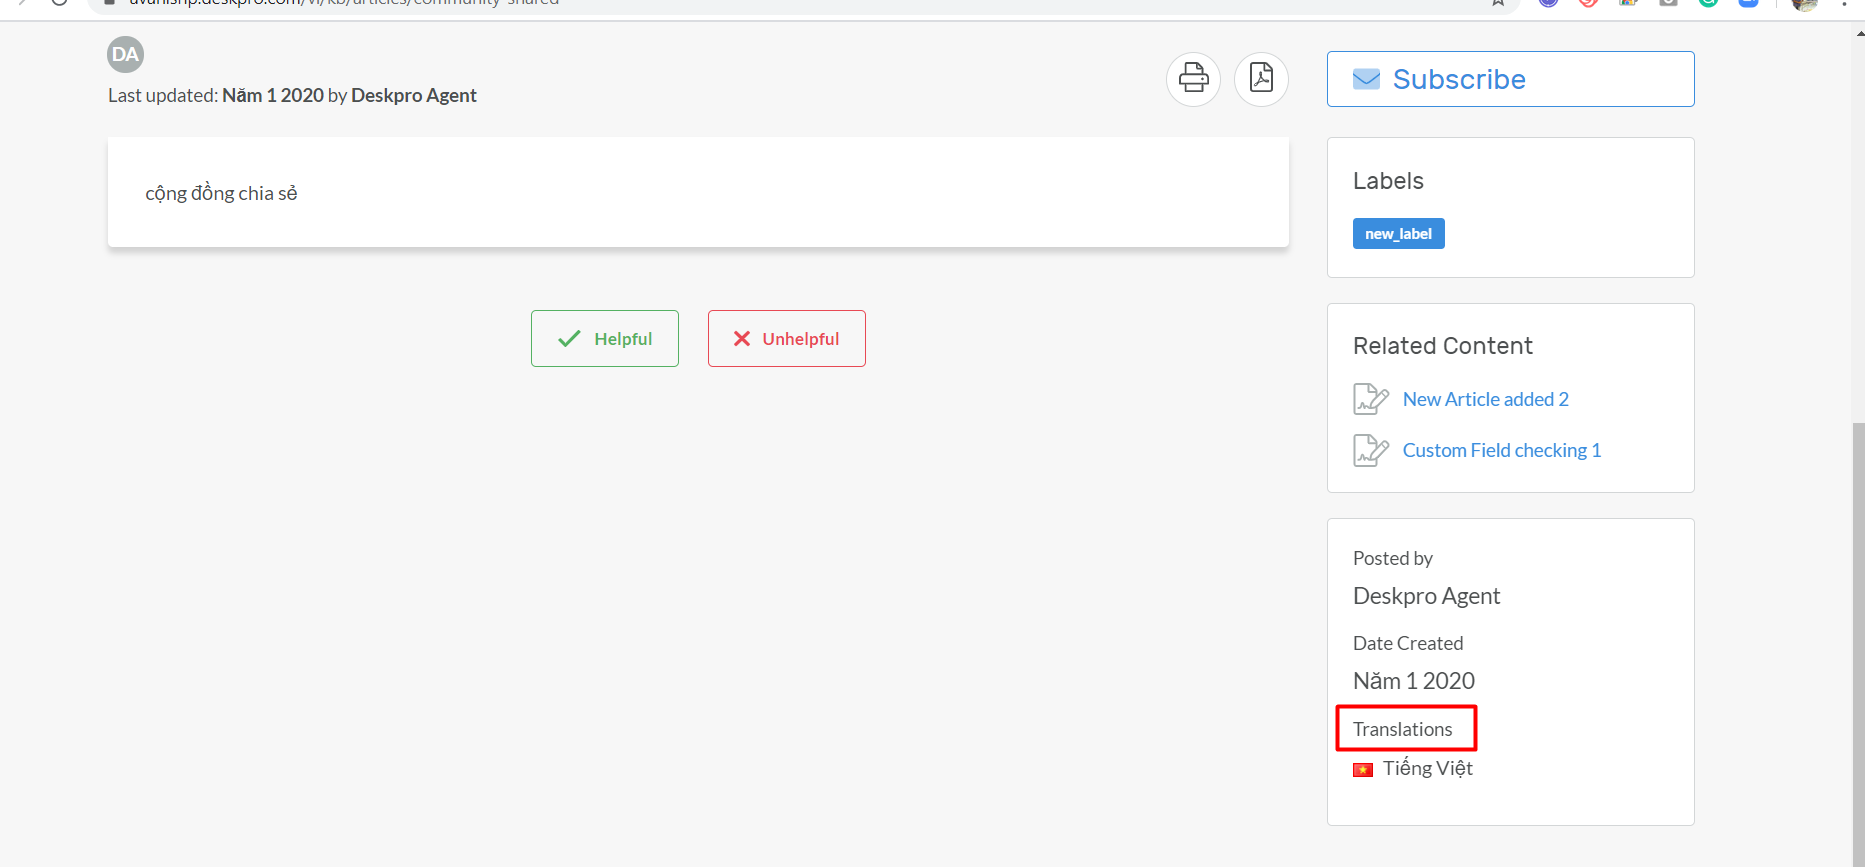 DA
Last updated: Năm 1 2020 by Deskpro Agent
cộng đồng chia sẻ
Helpful
Unhelpful
Subscribe
Labels
new_label
Related Content
New Article added 2
Custom Field checking 1
Posted by
Deskpro Agent
Date Created
Năm 1 2020
Translations
Tiếng Việt